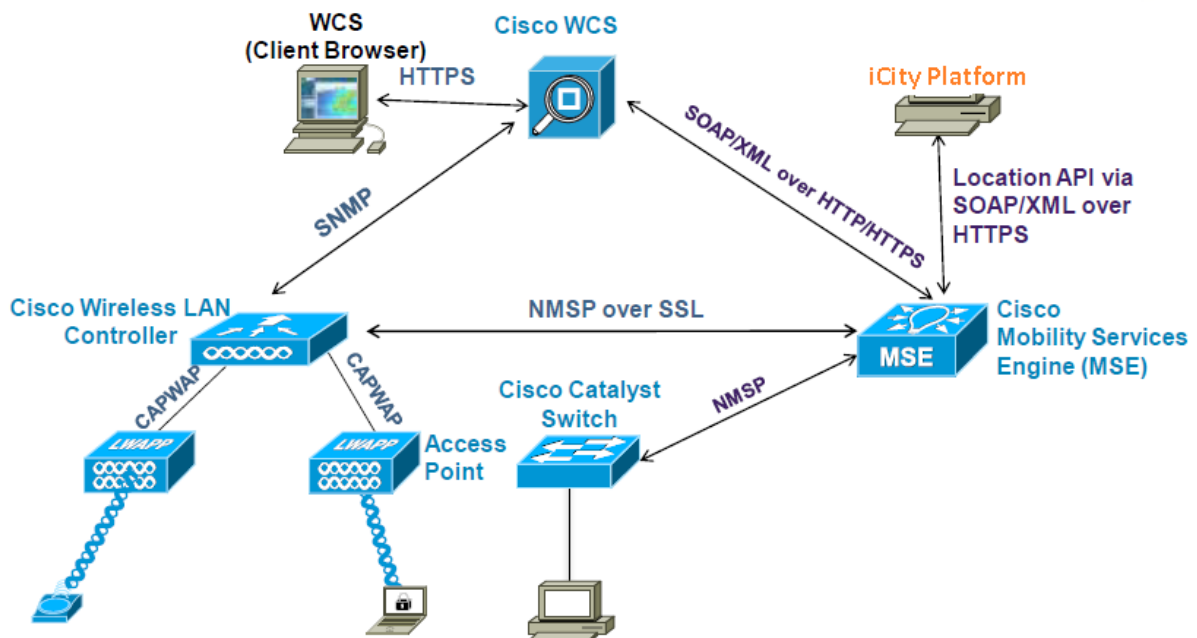 WCS
(Client Browser)
Cisco WCS
HTTPS
iCity Platform
SOAP/XML over HTTP/HTTPS
Location API via
SOAP/XML over
HTTPS
SNMP
Cisco Wireless LAN
Controller
NMSP over SSL
MSE
Cisco
Mobility Services
Engine (MSE)
CAPWAP
CAPWAP
Cisco Catalyst
Switch
NMSP
LWAPP
LWAPP
Access
Point